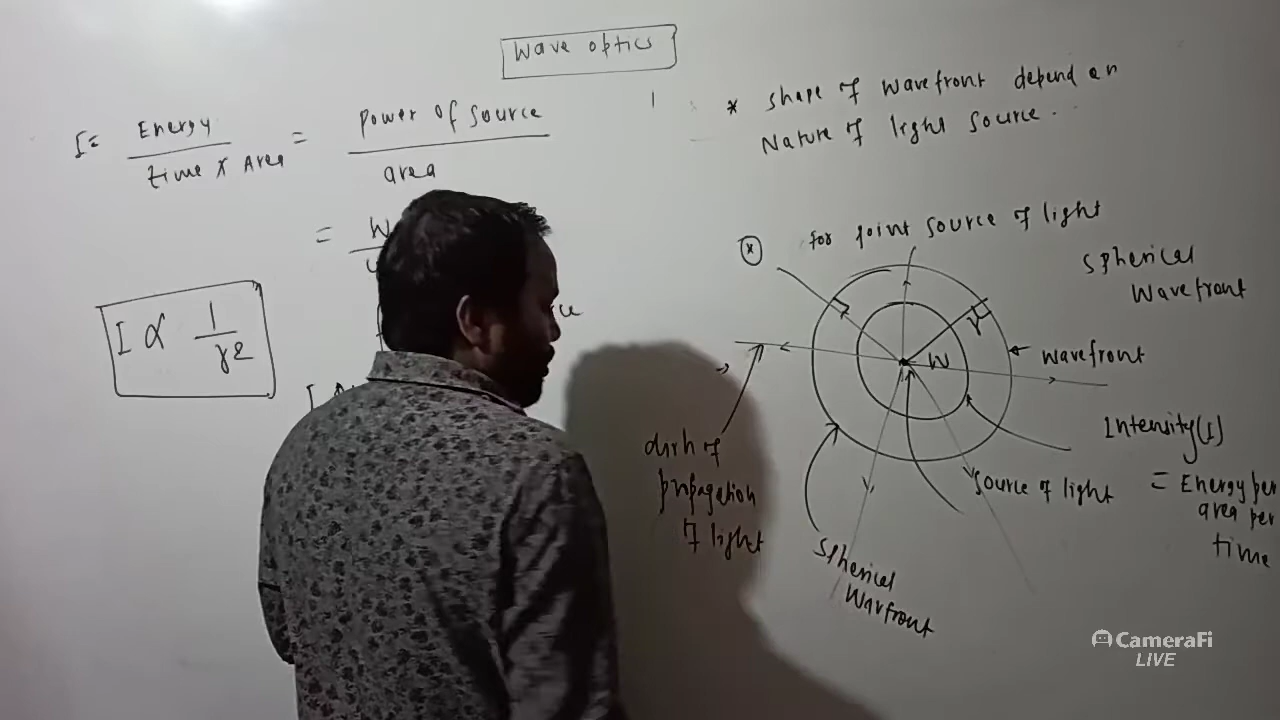 Wave optics
I = Energy / time x Area = Power of Source / area
=
I ∝ 1 / r2
* Shape of Wavefront depend on
Nature of light Source.
* for point source of light
Spherical
Wavefront
r
W
Wavefront
Intensity(I)
= Energy per
area per
time
Source of light
dirn of
propagation
of light
Spherical
Wavfront
CameraFi
LIVE